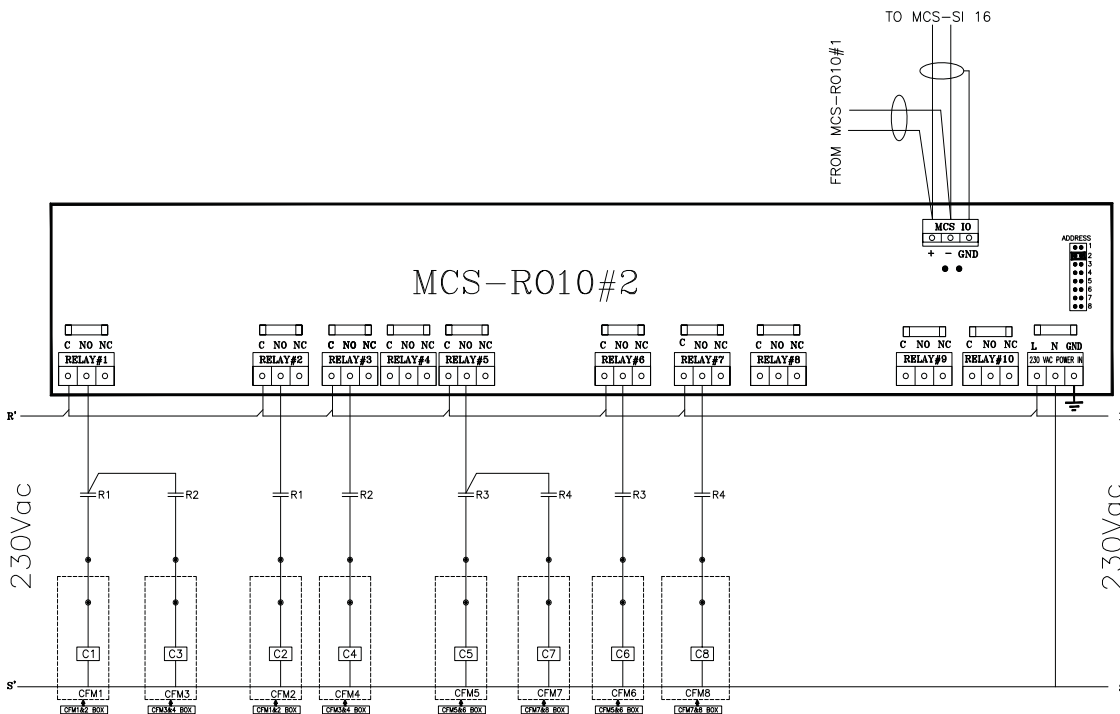 TO MCS-SI 16
FROM MCS-RO10#1
MCS IO
+ - GND
ADDRESS
1
2
3
4
5
6
7
8
MCS-RO10#2
C NO NC
RELAY#1
C NO NC
RELAY#2
C NO NC
RELAY#3
C NO NC
RELAY#4
C NO NC
RELAY#5
C NO NC
RELAY#6
C NO NC
RELAY#7
C NO NC
RELAY#8
C NO NC
RELAY#9
C NO NC
RELAY#10
L N GND
230 VAC POWER IN
R'
230Vac
230Vac
R1
R2
R1
R2
R3
R4
R3
R4
C1
C3
C2
C4
C5
C7
C6
C8
S'
CFM1
CFM3
CFM2
CFM4
CFM5
CFM7
CFM6
CFM8
CFM1&2 BOX
CFM3&4 BOX
CFM1&2 BOX
CFM3&4 BOX
CFM5&6 BOX
CFM7&8 BOX
CFM5&6 BOX
CFM7&8 BOX